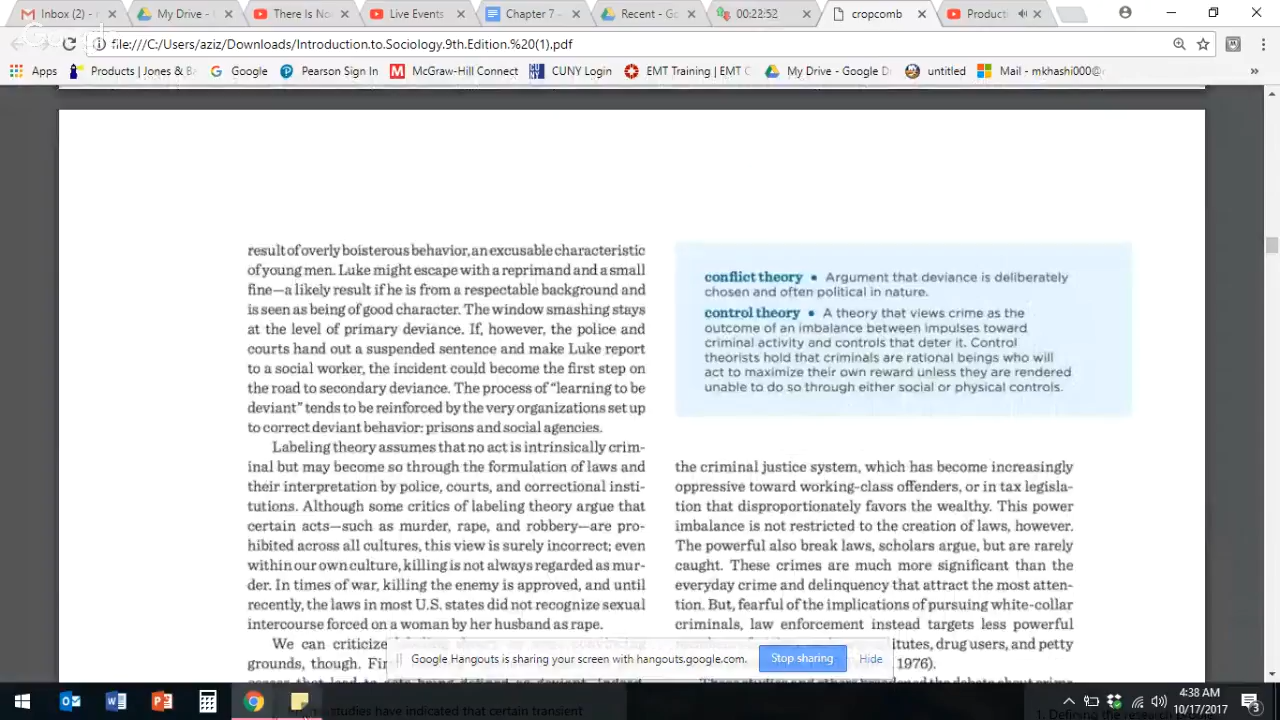 Inbox (2) -
My Drive -
There Is No
Live Events
Chapter 7 –
Recent - Go
00:22:52
cropcomb
Producti
file:///C:/Users/aziz/Downloads/Introduction.to.Sociology.9th.Edition.%20(1).pdf
Apps
Products | Jones & B
Google
Pearson Sign In
McGraw-Hill Connect
CUNY Login
EMT Training | EMT C
My Drive - Google D
untitled
Mail - mkhashi000@
result of overly boisterous behavior, an excusable characteristic
of young men. Luke might escape with a reprimand and a small
fine—a likely result if he is from a respectable background and
is seen as being of good character. The window smashing stays
at the level of primary deviance. If, however, the police and
courts hand out a suspended sentence and make Luke report
to a social worker, the incident could become the first step on
the road to secondary deviance. The process of “learning to be
deviant” tends to be reinforced by the very organizations set up
to correct deviant behavior: prisons and social agencies.
Labeling theory assumes that no act is intrinsically crim-
inal but may become so through the formulation of laws and
their interpretation by police, courts, and correctional insti-
tutions. Although some critics of labeling theory argue that
certain acts—such as murder, rape, and robbery—are pro-
hibited across all cultures, this view is surely incorrect; even
within our own culture, killing is not always regarded as mur-
der. In times of war, killing the enemy is approved, and until
recently, the laws in most U.S. states did not recognize sexual
intercourse forced on a woman by her husband as rape.
We can criticize
grounds, though.
conflict theory • Argument that deviance is deliberately
chosen and often political in nature.
control theory • A theory that views crime as the
outcome of an imbalance between impulses toward
criminal activity and controls that deter it. Control
theorists hold that criminals are rational beings who will
act to maximize their own reward unless they are rendered
unable to do so through either social or physical controls.
the criminal justice system, which has become increasingly
oppressive toward working-class offenders, or in tax legisla-
tion that disproportionately favors the wealthy. This power
imbalance is not restricted to the creation of laws, however.
The powerful also break laws, scholars argue, but are rarely
caught. These crimes are much more significant than the
everyday crime and delinquency that attract the most atten-
tion. But, fearful of the implications of pursuing white-collar
criminals, law enforcement instead targets less powerful
drug users, and petty
1976).
Google Hangouts is sharing your screen with hangouts.google.com.
Stop sharing
Hide
studies have indicated that certain transient
1. Defining the research problem
4:38 AM
10/17/2017
3